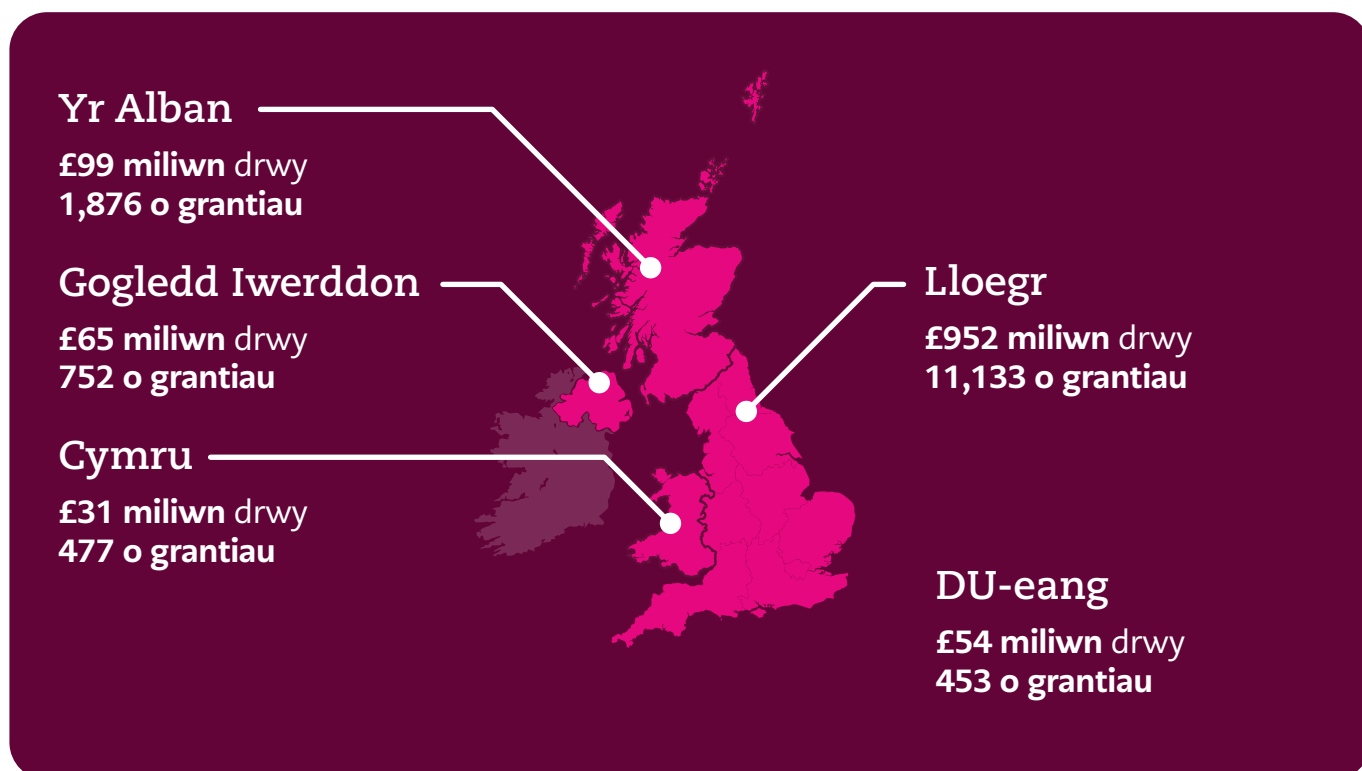 Yr Alban
£99 miliwn drwy
1,876 o grantiau
Gogledd Iwerddon
£65 miliwn drwy
752 o grantiau
Cymru
£31 miliwn drwy
477 o grantiau
Lloegr
£952 miliwn drwy
11,133 o grantiau
DU-eang
£54 miliwn drwy
453 o grantiau